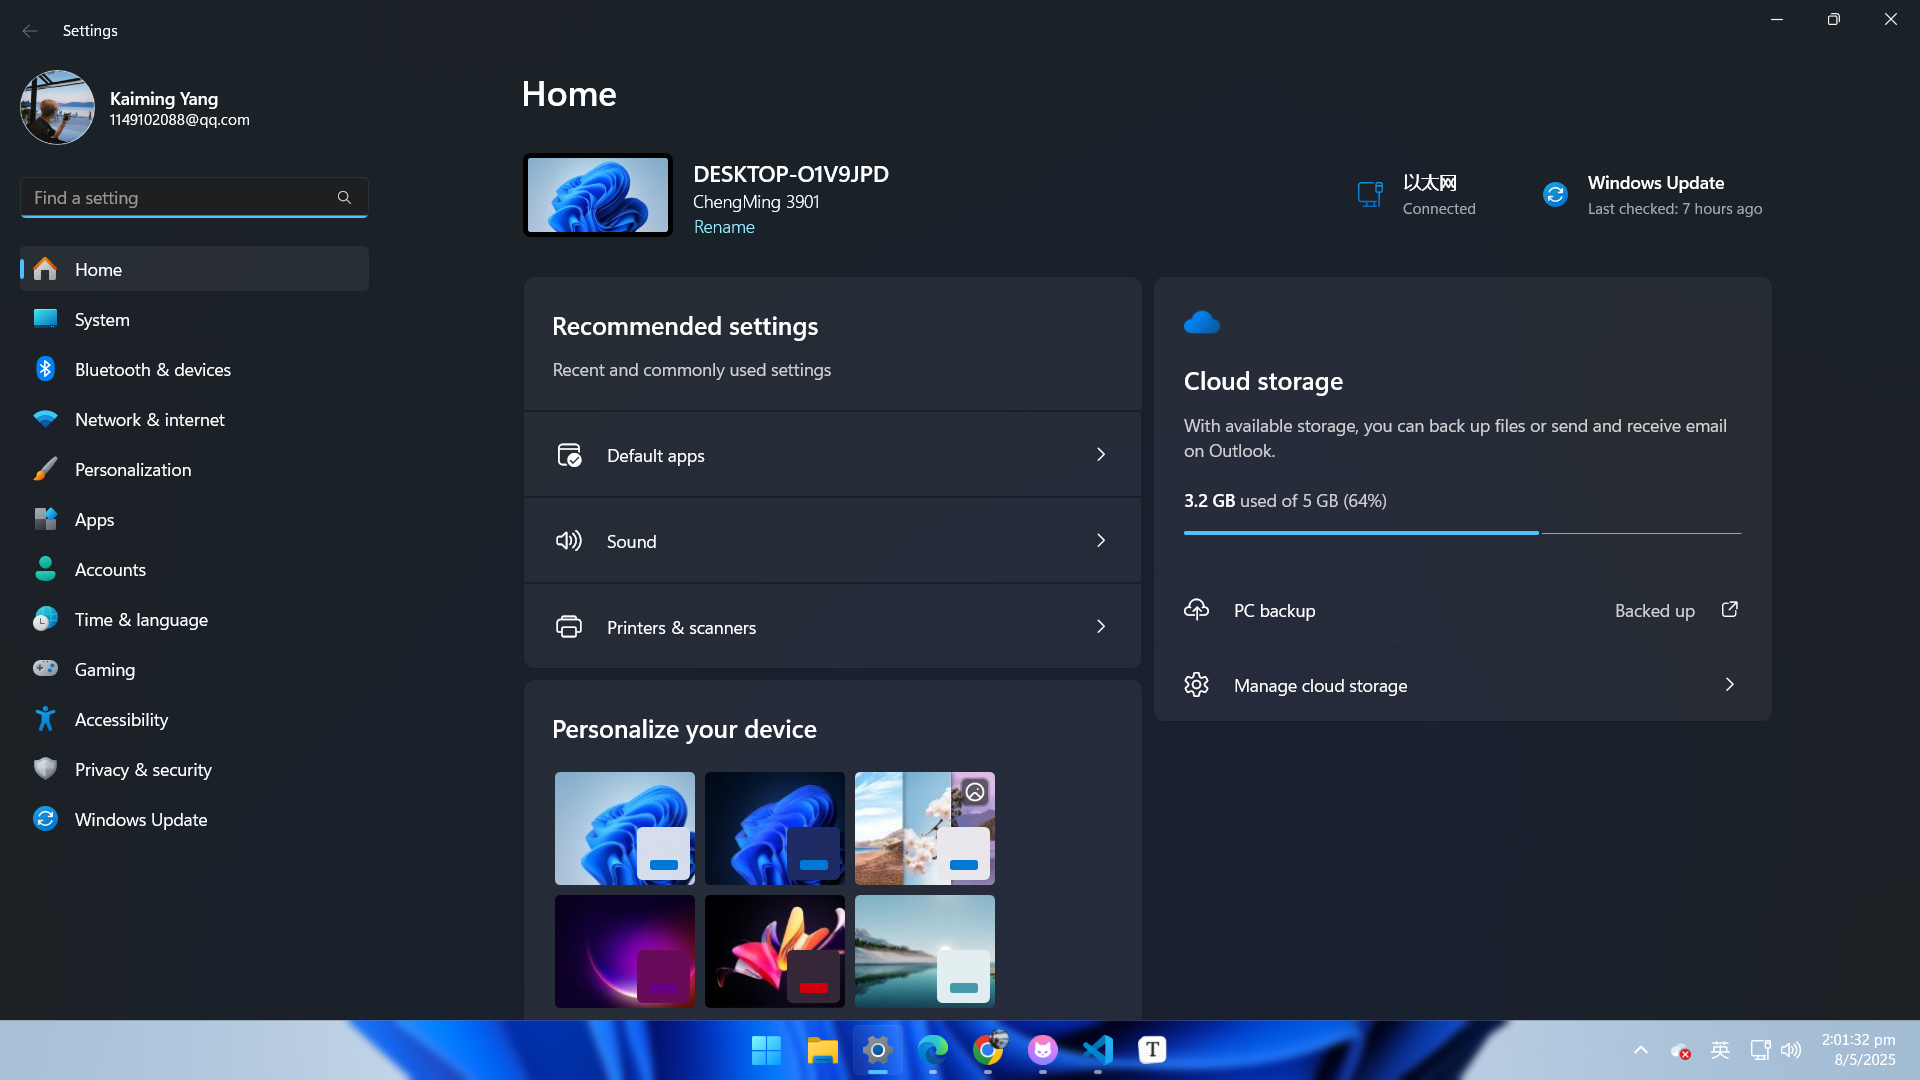 Settings
Kaiming Yang
1149102088@qq.com
Find a setting
Home
System
Bluetooth & devices
Network & internet
Personalization
Apps
Accounts
Time & language
Gaming
Accessibility
Privacy & security
Windows Update
Home
DESKTOP-O1V9JPD
ChengMing 3901
Rename
以太网
Connected
Windows Update
Last checked: 7 hours ago
Recommended settings
Recent and commonly used settings
Default apps
Sound
Printers & scanners
Personalize your device
Cloud storage
With available storage, you can back up files or send and receive email
on Outlook.
3.2 GB used of 5 GB (64%)
PC backup
Backed up
Manage cloud storage
T
英
2:01:32 pm
8/5/2025